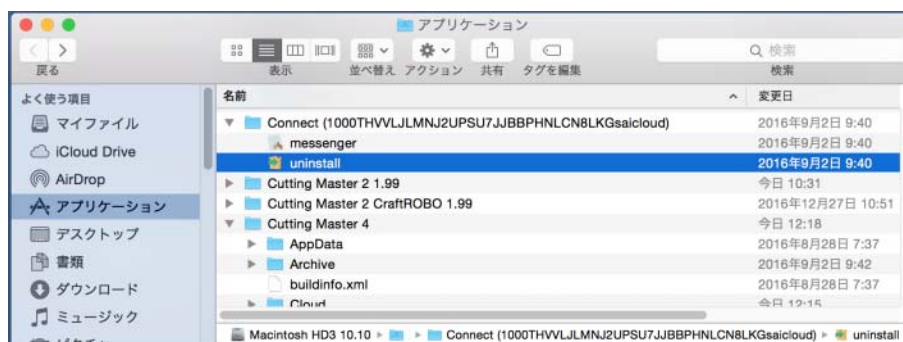 アプリケーション
戻る 表示 並べ替え アクション 共有 タグを編集 検索
検索
よく使う項目
マイファイル
iCloud Drive
AirDrop
アプリケーション
デスクトップ
書類
ダウンロード
ミュージック
名前 変更日
Connect (1000THVVLJLMNJ2UPSU7JJBBPHNLCN8LKGsaicloud) 2016年9月2日 9:40
messenger 2016年9月2日 9:40
uninstall 2016年9月2日 9:40
Cutting Master 2 1.99 今日 10:31
Cutting Master 2 CraftROBO 1.99 2016年12月27日 10:51
Cutting Master 4 今日 12:18
AppData 2016年8月28日 7:37
Archive 2016年9月2日 9:42
buildinfo.xml 2016年8月28日 7:37
Cloud 今日 12:15
Macintosh HD3 10.10 Connect (1000THVVLJLMNJ2UPSU7JJBBPHNLCN8LKGsaicloud) uninstall